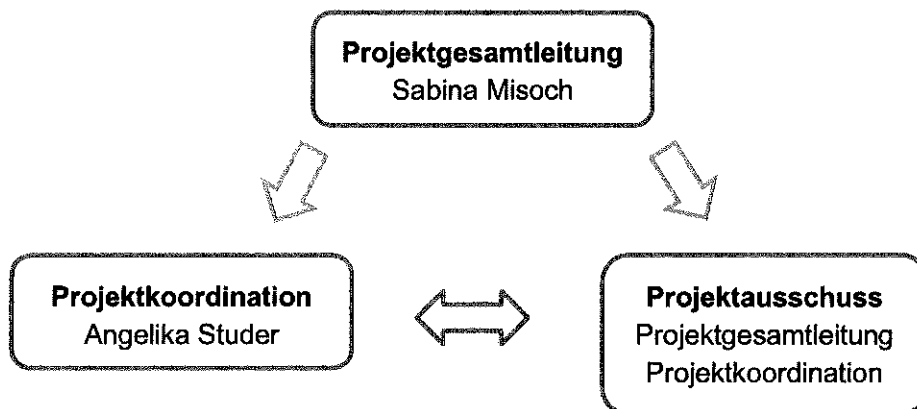 Projektgesamtleitung
Sabina Misoch
Projektkoordination
Angelika Studer
Projektausschuss
Projektgesamtleitung
Projektkoordination